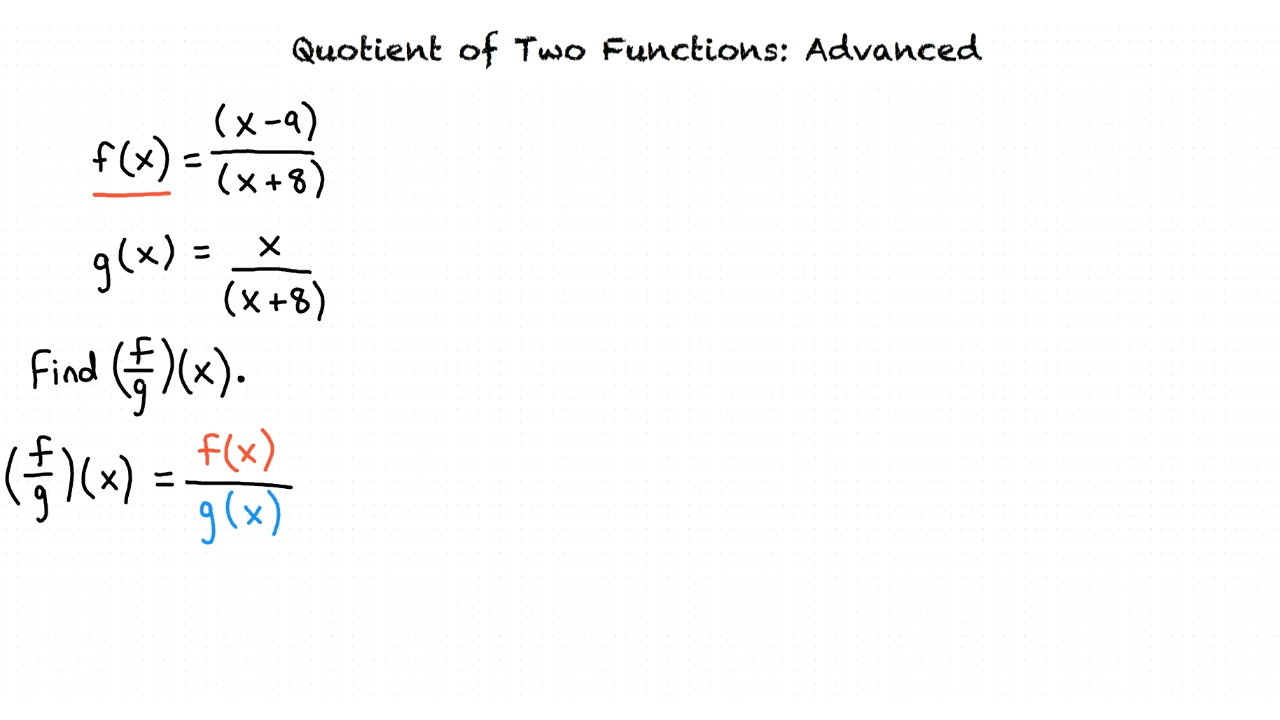 Quotient of Two Functions: Advanced
f(x) = (x-9)/(x+8)
g(x) = x/(x+8)
Find (f/g)(x).
(f/g)(x) = f(x)/g(x)